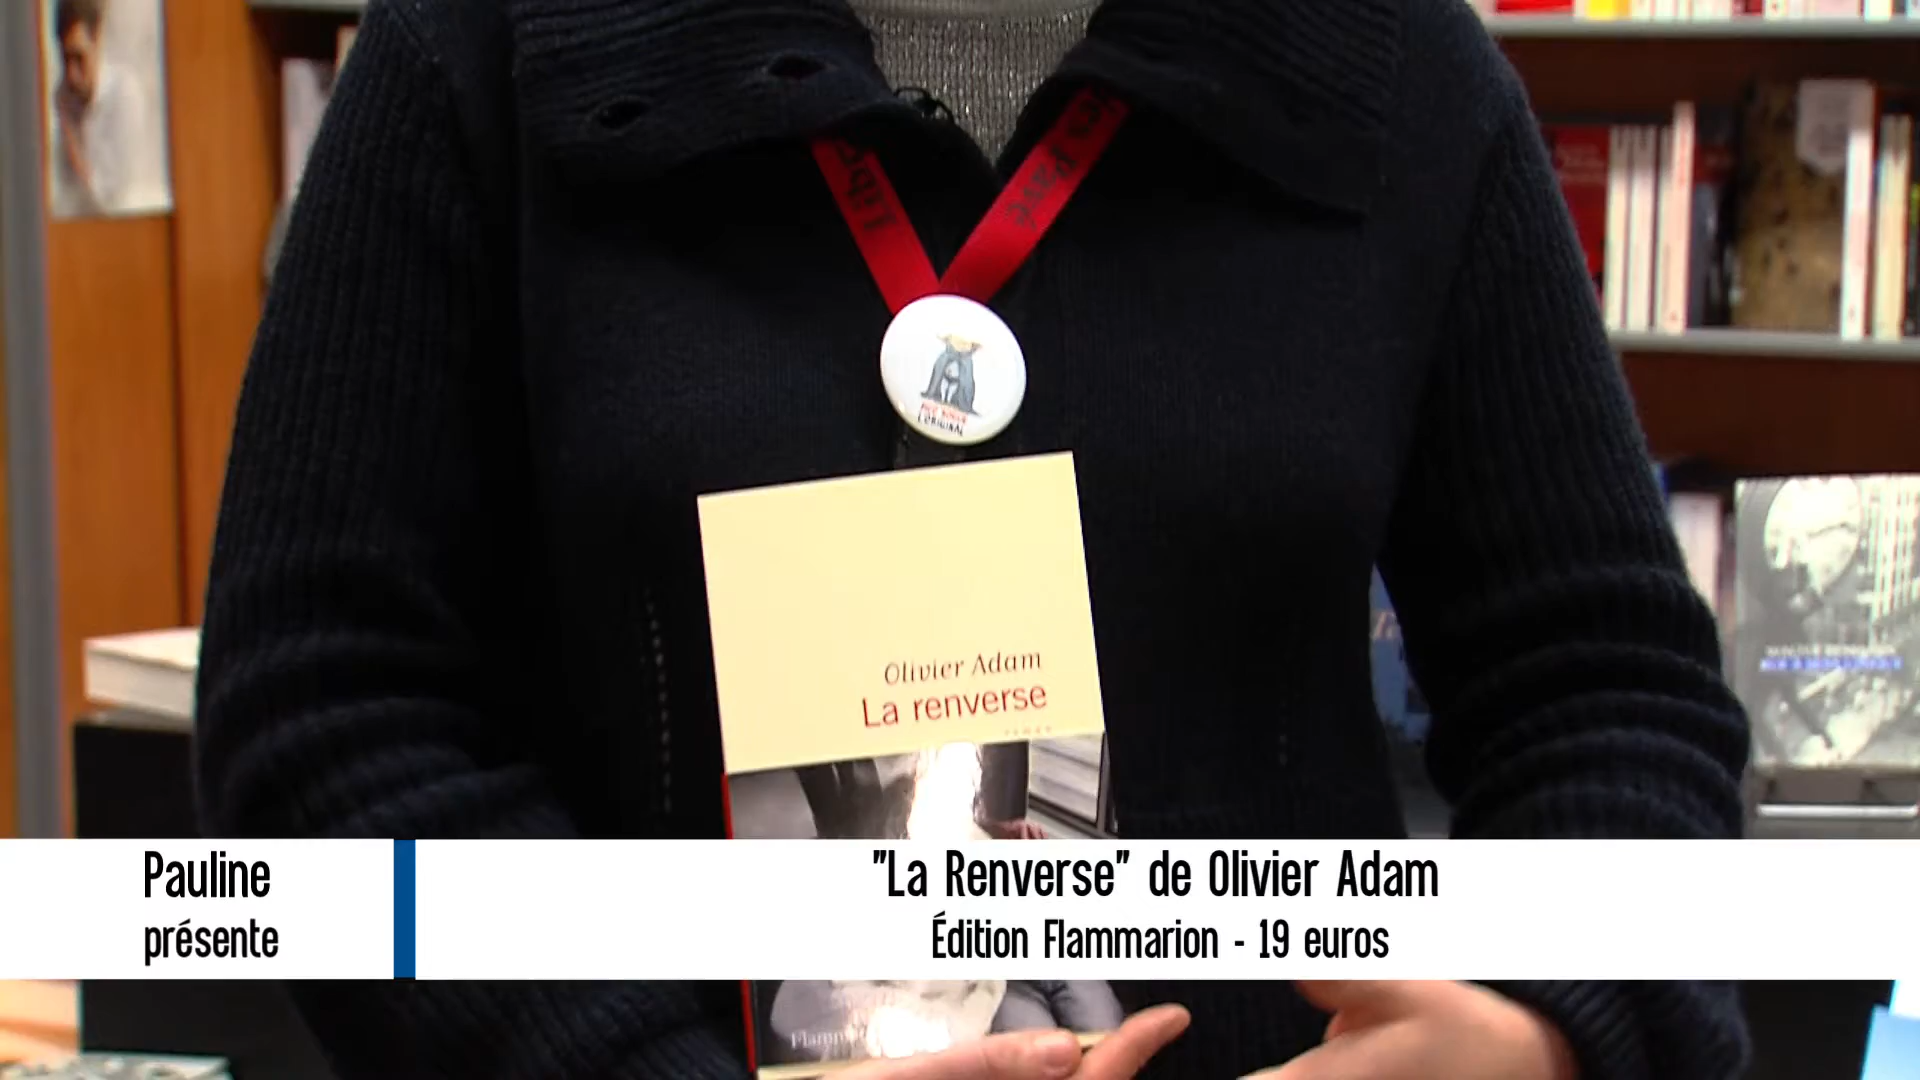 Olivier Adam
La renverse
Pauline
présente
"La Renverse" de Olivier Adam
Édition Flammarion - 19 euros